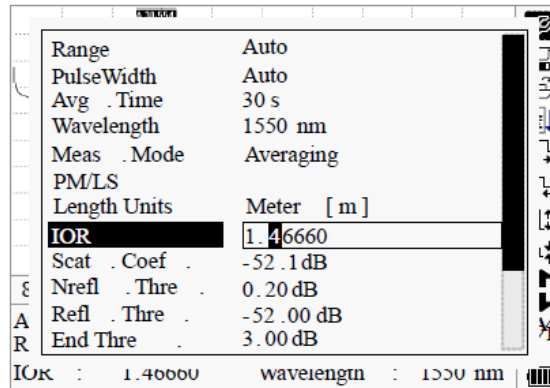 Range Auto
PulseWidth Auto
Avg . Time 30 s
Wavelength 1550 nm
Meas . Mode Averaging
PM/LS
Length Units Meter [ m ]
IOR 1.46660
Scat . Coef . -52 .1dB
Nrefl . Thre . 0.20 dB
Refl . Thre . -52 .00 dB
End Thre . 3.00 dB
A
R
IOR : 1.46660 wavelength : 1550 nm